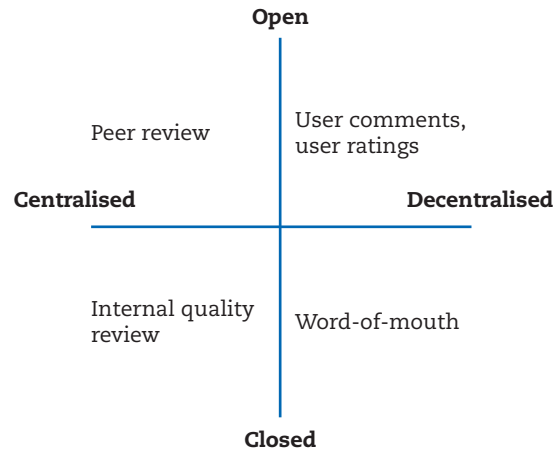 Open
Peer review
User comments,
user ratings
Centralised
Decentralised
Internal quality
review
Word-of-mouth
Closed